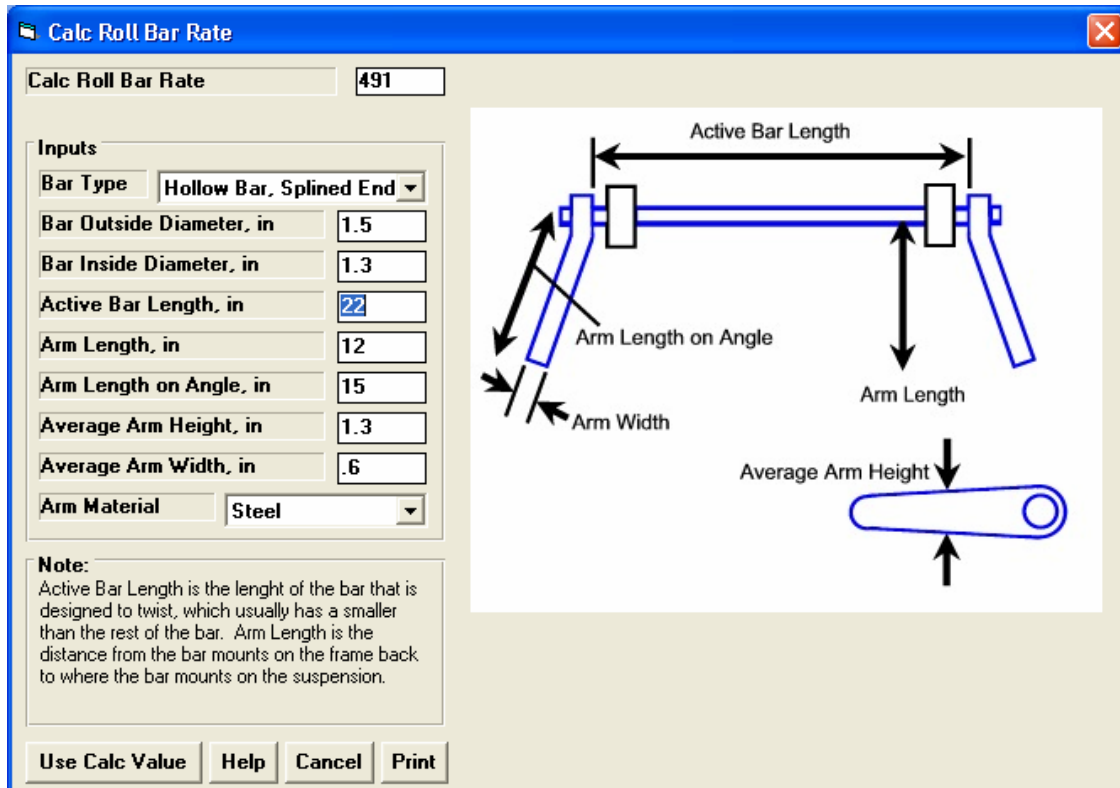 Calc Roll Bar Rate
Calc Roll Bar Rate 491
Inputs
Bar Type Hollow Bar, Splined End
Bar Outside Diameter, in 1.5
Bar Inside Diameter, in 1.3
Active Bar Length, in 22
Arm Length, in 12
Arm Length on Angle, in 15
Average Arm Height, in 1.3
Average Arm Width, in .6
Arm Material Steel
Note:
Active Bar Length is the lenght of the bar that is
designed to twist, which usually has a smaller
than the rest of the bar. Arm Length is the
distance from the bar mounts on the frame back
to where the bar mounts on the suspension.
Use Calc Value Help Cancel Print
Active Bar Length
Arm Length on Angle
Arm Length
Arm Width
Average Arm Height